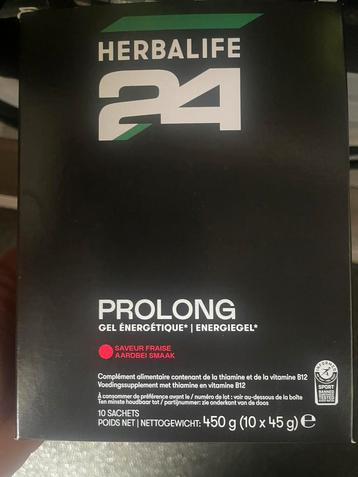 HERBALIFE
24
PROLONG
GEL ÉNERGÉTIQUE* | ENERGIEGEL*
SAVEUR FRAISE
AARDBEI SMAAK
Complément alimentaire contenant de la thiamine et de la vitamine B12
Voedingssupplement met thiamine en vitamine B12
À consommer de préférence avant le / numéro de lot : voir au-dessous de la boîte
Ten minste houdbaar tot / partijnummer: zie onderkant van de doos
10 SACHETS
POIDS NET | NETTOGEWICHT: 450 g (10 x 45 g) e
SPORT
BANNED
SUBSTANCES
TESTED